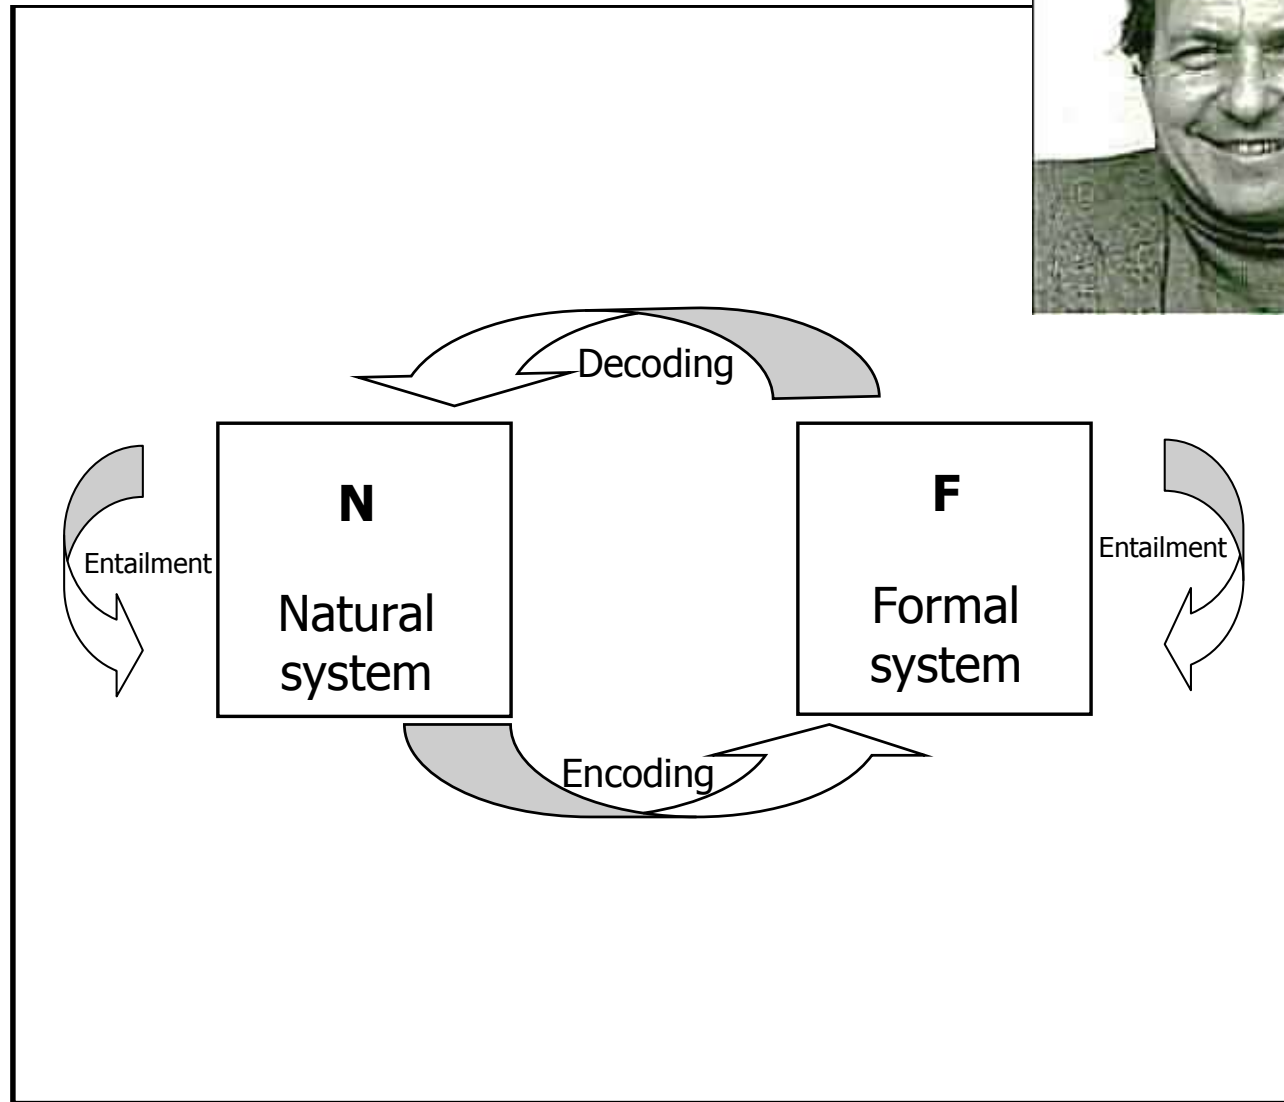 Decoding
N
Natural
system
Entailment
F
Formal
system
Entailment
Encoding